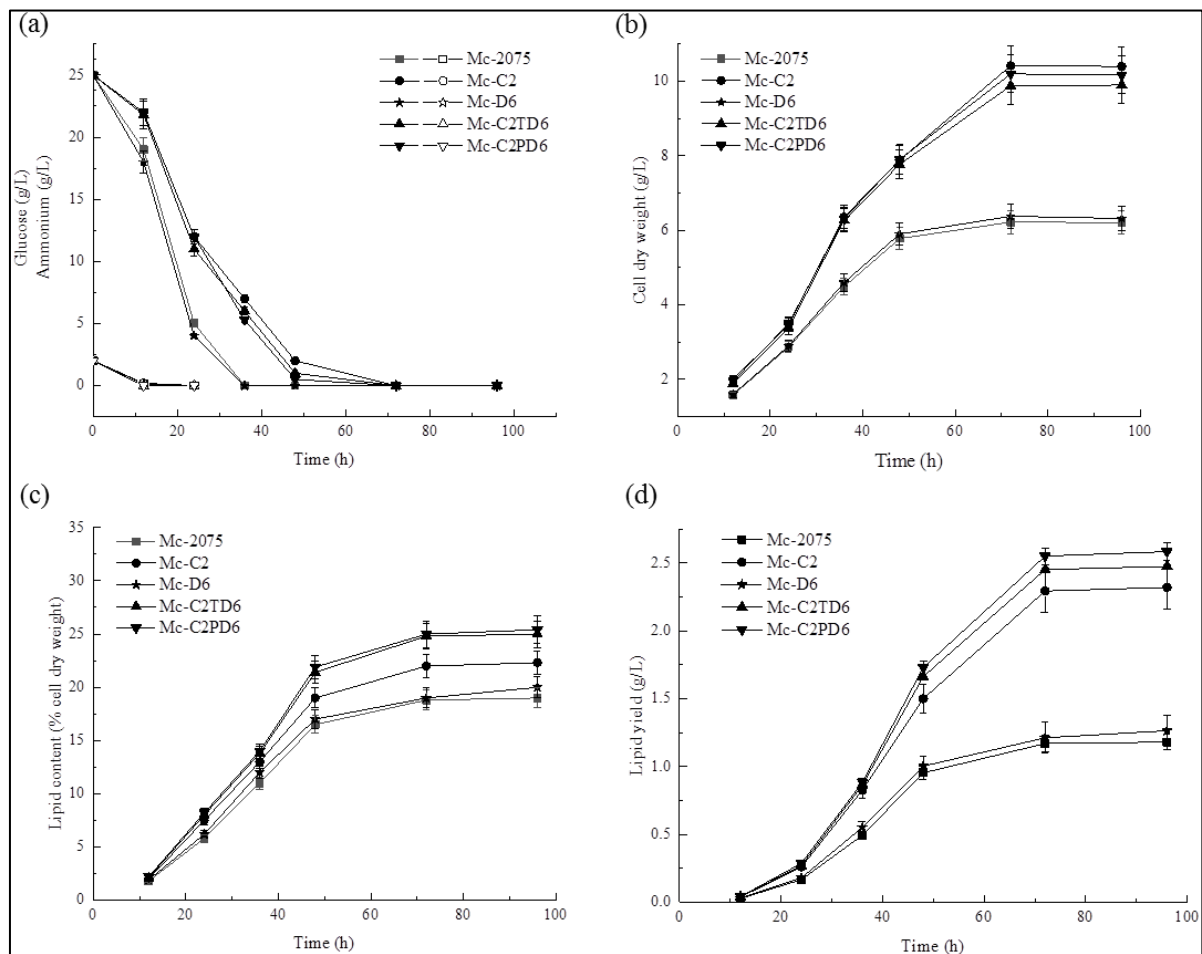 (a)
Glucose (g/L)
Ammonium (g/L)
25
20
15
10
5
0
Mc-2075
Mc-C2
Mc-D6
Mc-C2TD6
Mc-C2PD6
0 20 40 60 80 100
Time (h)
(b)
Cell dry weight (g/L)
10
8
6
4
2
Mc-2075
Mc-C2
Mc-D6
Mc-C2TD6
Mc-C2PD6
0 20 40 60 80 100
Time (h)
(c)
Lipid content (% cell dry weight)
35
30
25
20
15
10
5
0
Mc-2075
Mc-C2
Mc-D6
Mc-C2TD6
Mc-C2PD6
0 20 40 60 80 100
Time (h)
(d)
Lipid yield (g/L)
2.5
2.0
1.5
1.0
0.5
0.0
Mc-2075
Mc-C2
Mc-D6
Mc-C2TD6
Mc-C2PD6
0 20 40 60 80 100
Time (h)